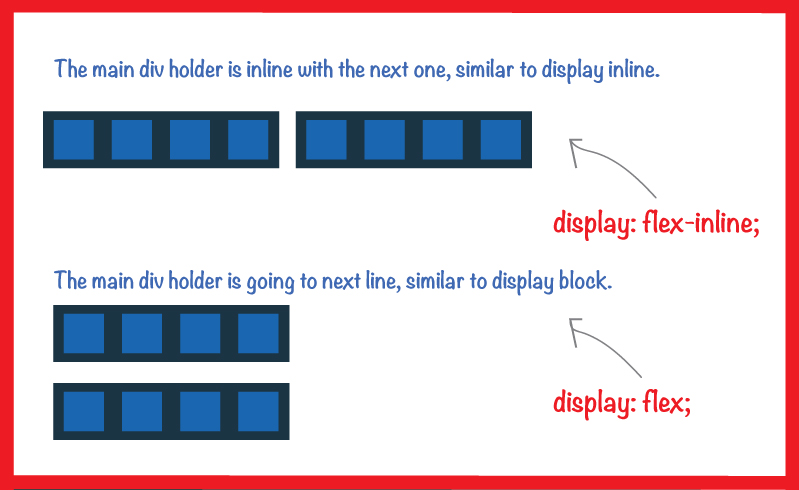 The main div holder is inline with the next one, similar to display inline.
display: flex-inline;
The main div holder is going to next line, similar to display block.
display: flex;